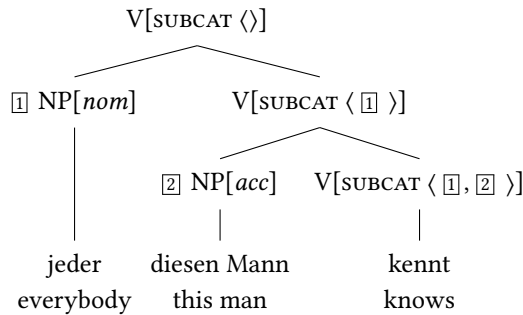 V[SUBCAT ⟨⟩]
1 NP[nom] V[SUBCAT ⟨ 1 ⟩]
2 NP[acc] V[SUBCAT ⟨ 1, 2 ⟩]
jeder diesen Mann kennt
everybody this man knows